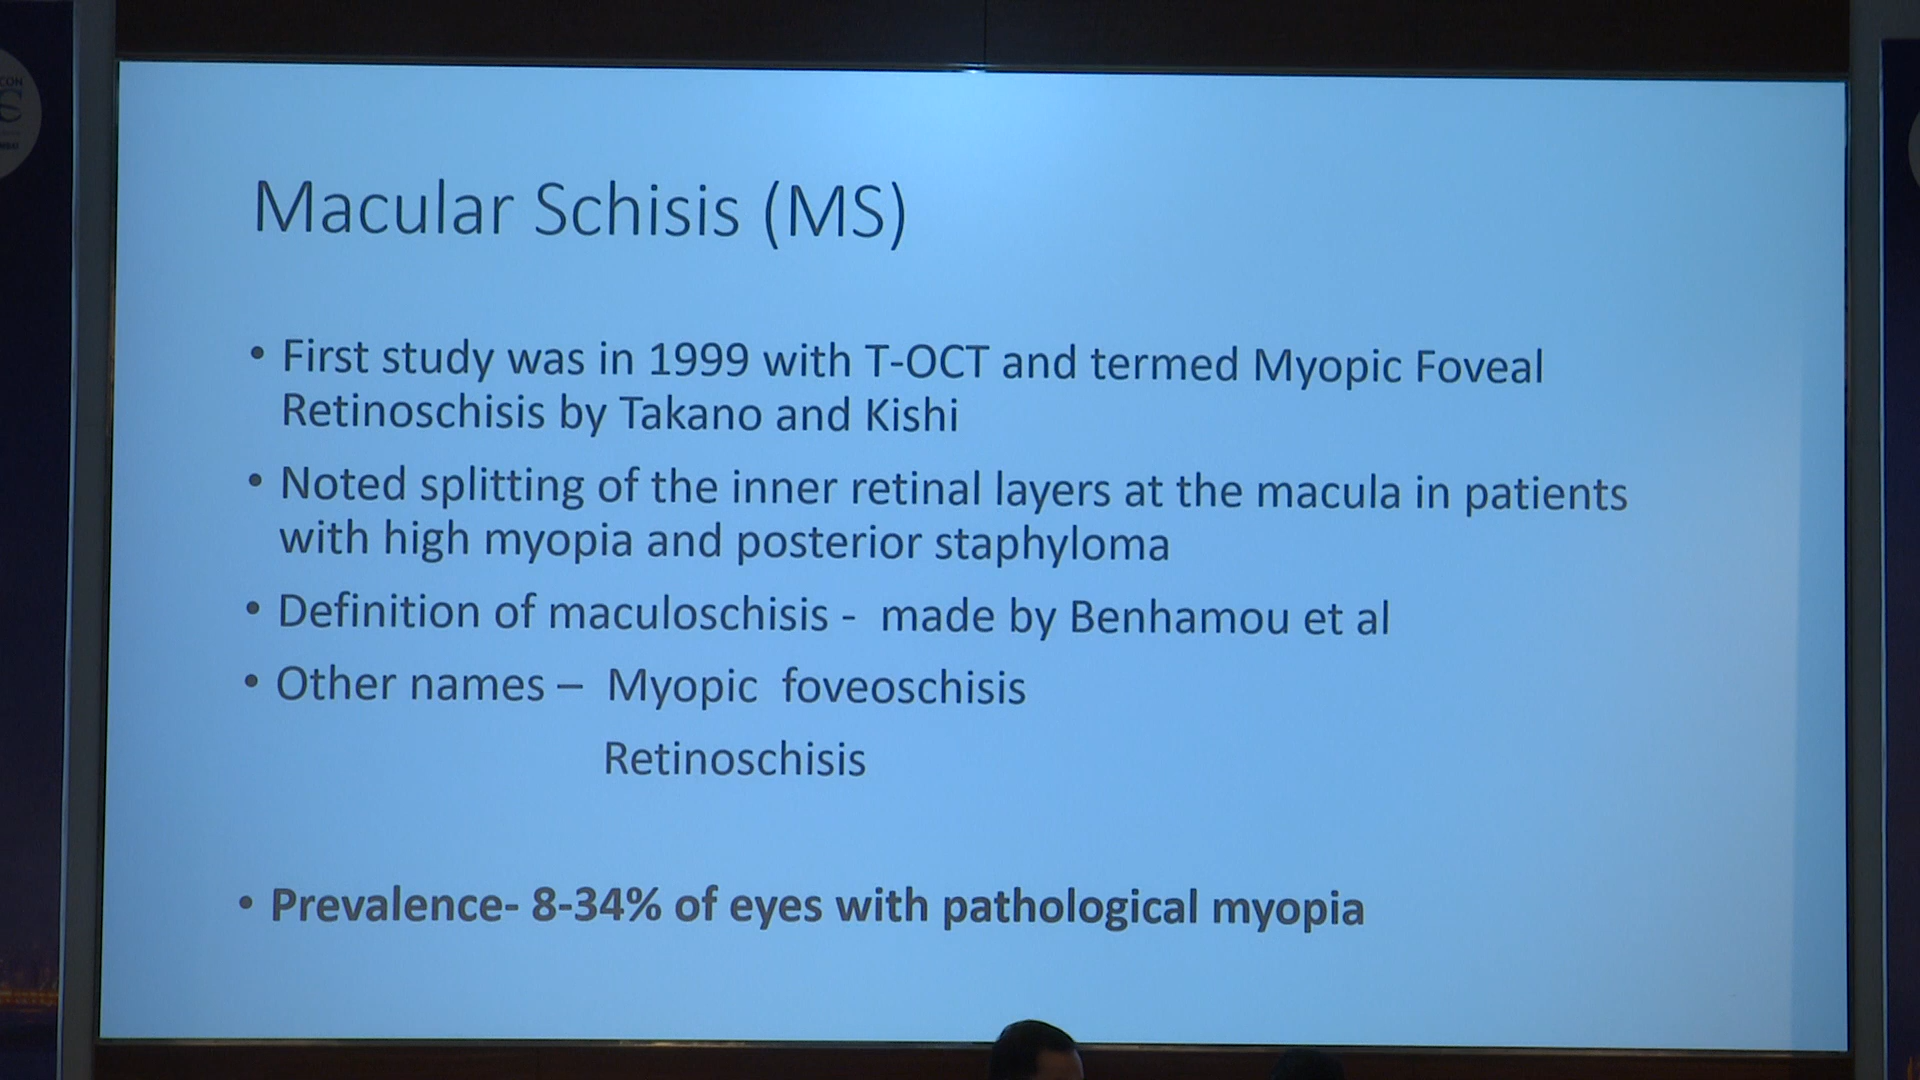 Macular Schisis (MS)
• First study was in 1999 with T-OCT and termed Myopic Foveal
Retinoschisis by Takano and Kishi
• Noted splitting of the inner retinal layers at the macula in patients
with high myopia and posterior staphyloma
• Definition of maculoschisis - made by Benhamou et al
• Other names – Myopic foveoschisis
Retinoschisis
• Prevalence- 8-34% of eyes with pathological myopia